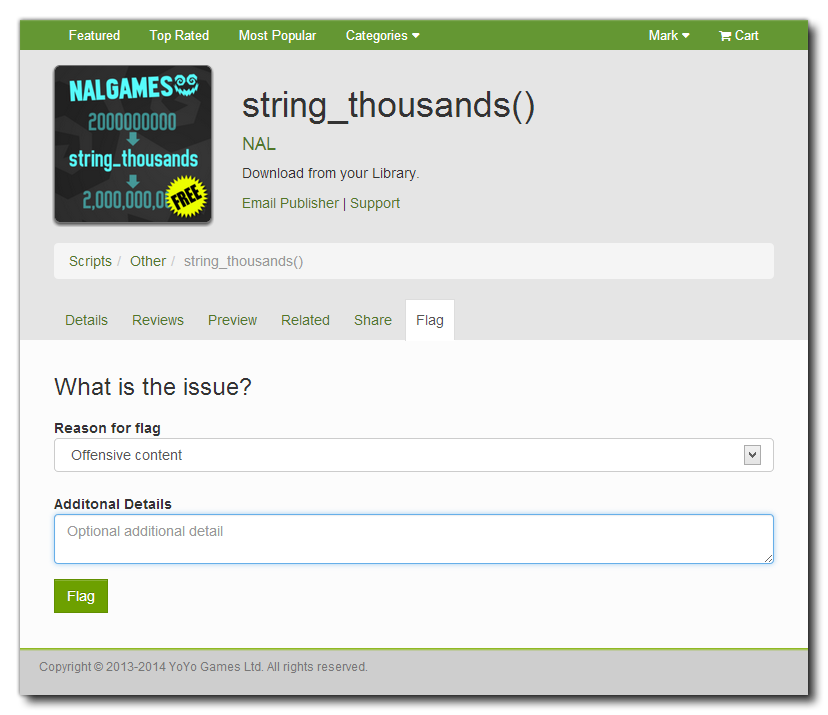 Featured Top Rated Most Popular Categories Mark Cart
NALGAMES
2000000000
string_thousands
2,000,000,0
FREE
string_thousands()
NAL
Download from your Library.
Email Publisher | Support
Scripts / Other / string_thousands()
Details Reviews Preview Related Share Flag
What is the issue?
Reason for flag
Offensive content
Additonal Details
Optional additional detail
Flag
Copyright © 2013-2014 YoYo Games Ltd. All rights reserved.